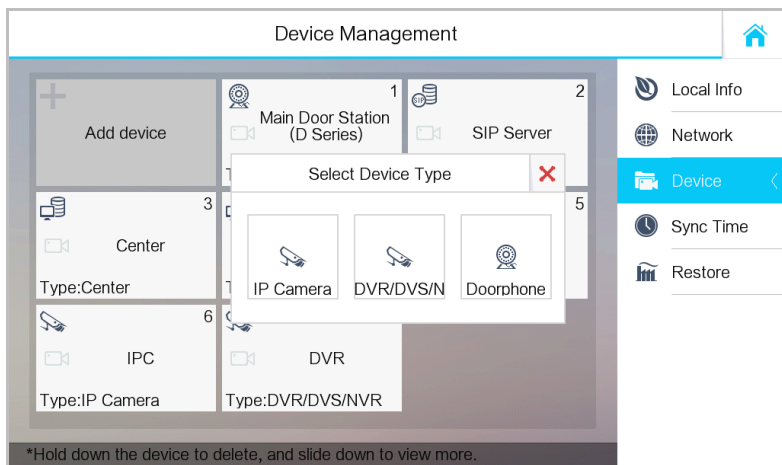 Device Management
Add device
1
Main Door Station
(D Series)
SIP
2
SIP Server
T
3
Center
Type:Center
T
5
6
IPC
Type:IP Camera
DVR
Type:DVR/DVS/NVR
Select Device Type
IP Camera
DVR/DVS/N
Doorphone
Local Info
Network
Device
Sync Time
Restore
*Hold down the device to delete, and slide down to view more.